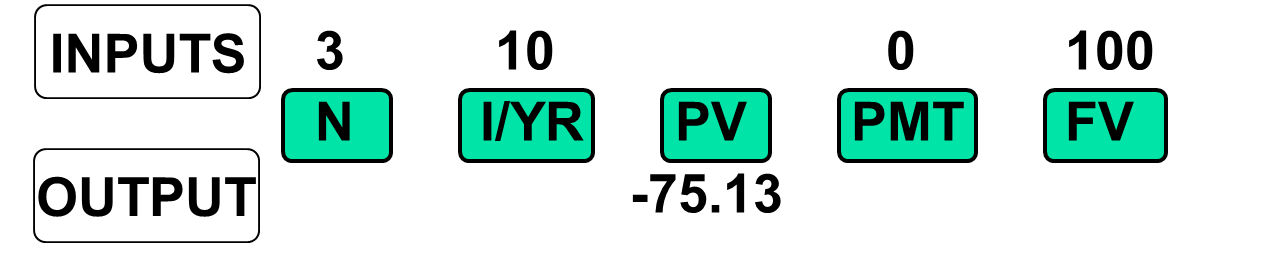 INPUTS 3 10 0 100
N I/YR PV PMT FV
OUTPUT -75.13